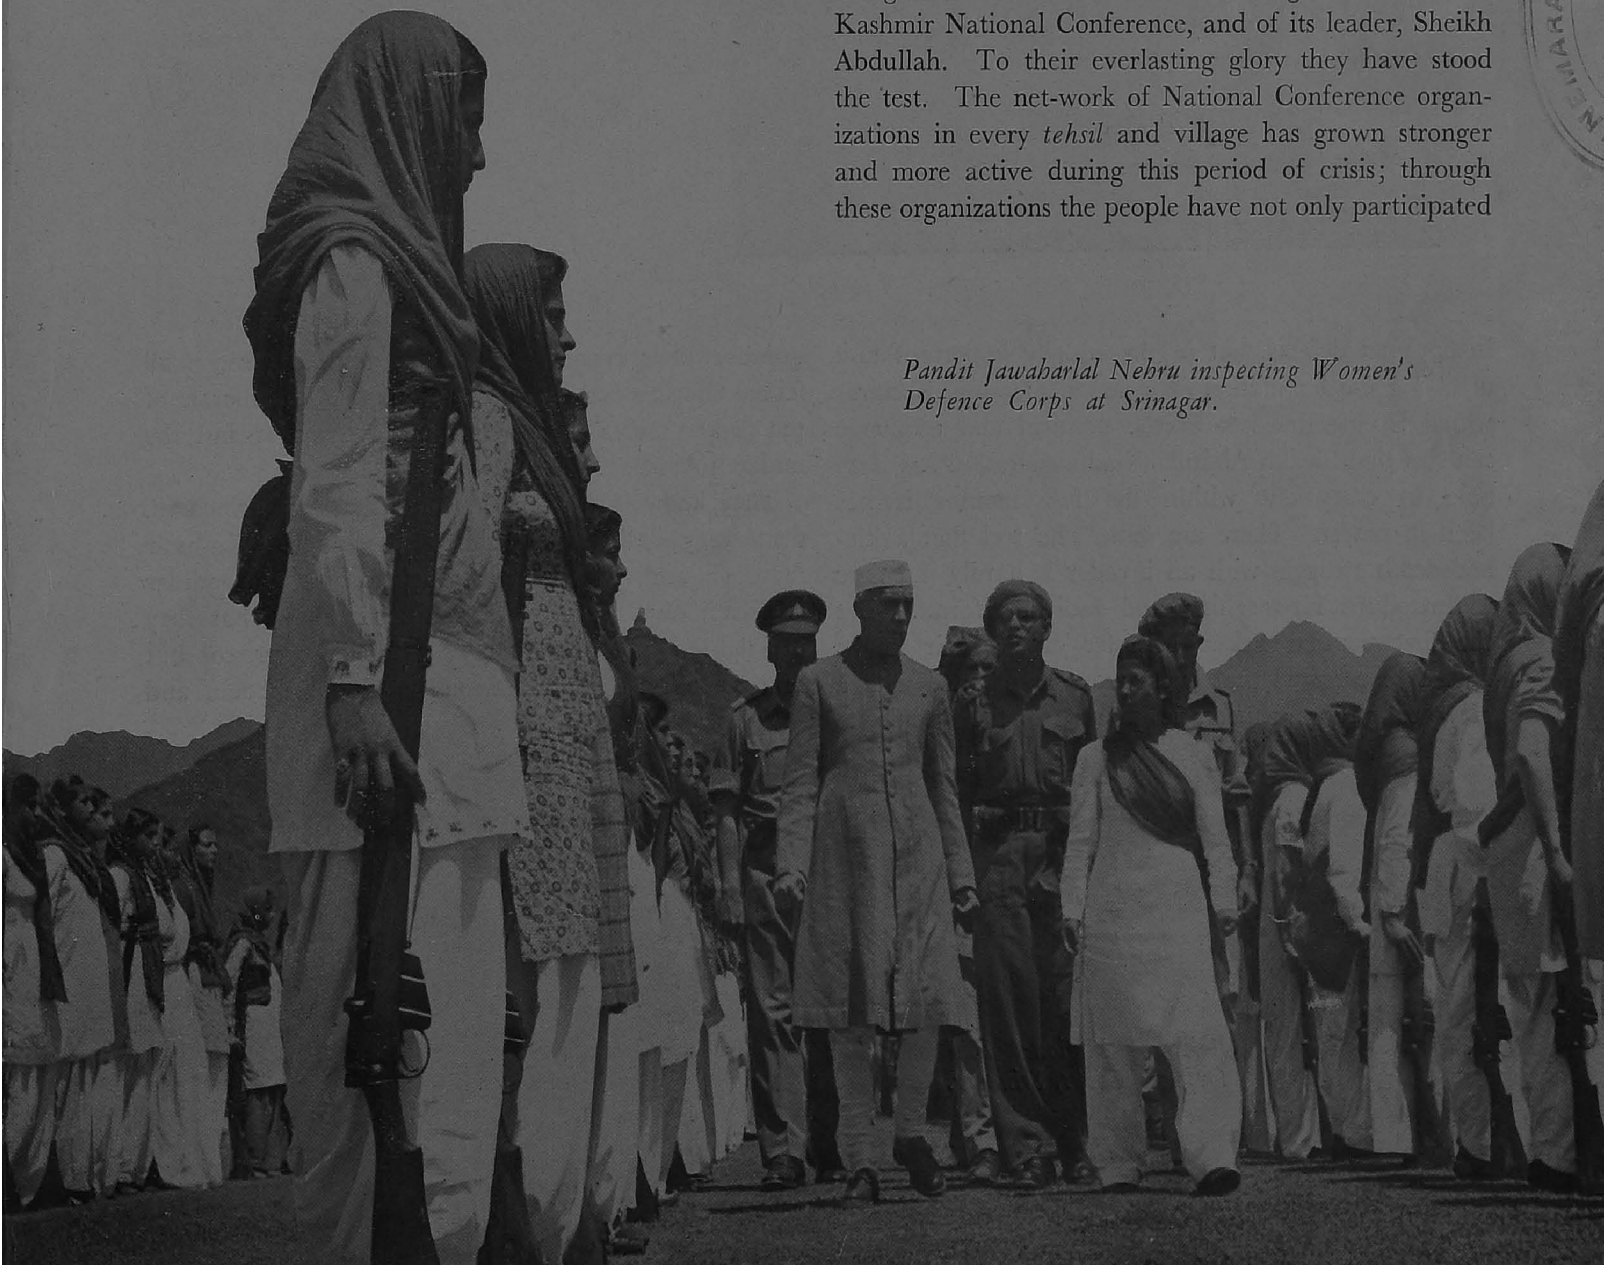 Kashmir National Conference, and of its leader, Sheikh
Abdullah. To their everlasting glory they have stood
the test. The net-work of National Conference organ-
izations in every tehsil and village has grown stronger
and more active during this period of crisis; through
these organizations the people have not only participated
Pandit Jawaharlal Nehru inspecting Women's
Defence Corps at Srinagar.